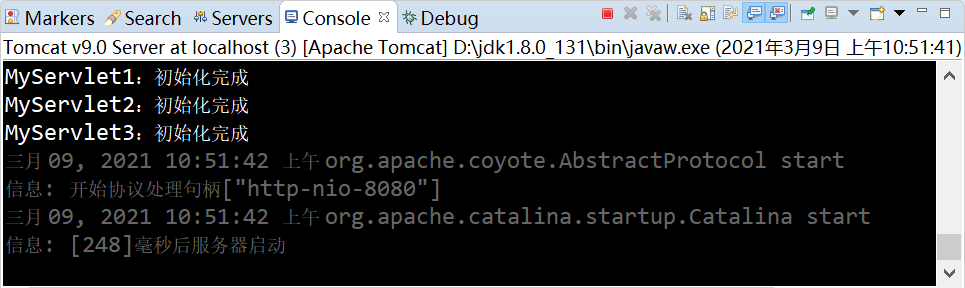 Markers Search Servers Console Debug
Tomcat v9.0 Server at localhost (3) [Apache Tomcat] D:\jdk1.8.0_131\bin\javaw.exe (2021年3月9日 上午10:51:41)
MyServlet1：初始化完成
MyServlet2：初始化完成
MyServlet3：初始化完成
三月 09, 2021 10:51:42 上午 org.apache.coyote.AbstractProtocol start
信息: 开始协议处理句柄["http-nio-8080"]
三月 09, 2021 10:51:42 上午 org.apache.catalina.startup.Catalina start
信息: [248]毫秒后服务器启动